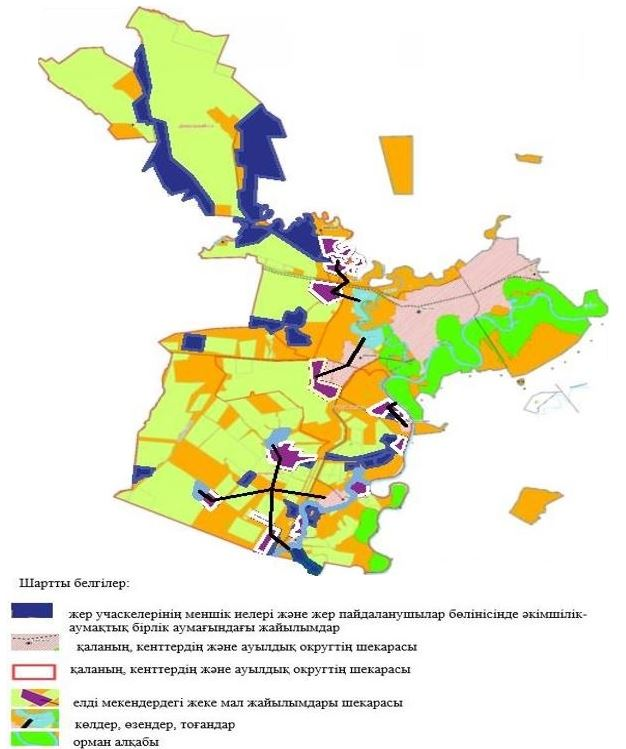 Шартты белгілер:
жер учаскелерінің меншік иелері және жер пайдаланушылар бөлінісінде әкімшілік-
аумақтық бірлік аумағындағы жайылымдар
қаланың, кенттердің және ауылдық округтің шекарасы
қаланың, кенттердің және ауылдық округтің шекарасы
елді мекендердегі жеке мал жайылымдары шекарасы
көлдер, өзендер, тоғандар
орман алқабы